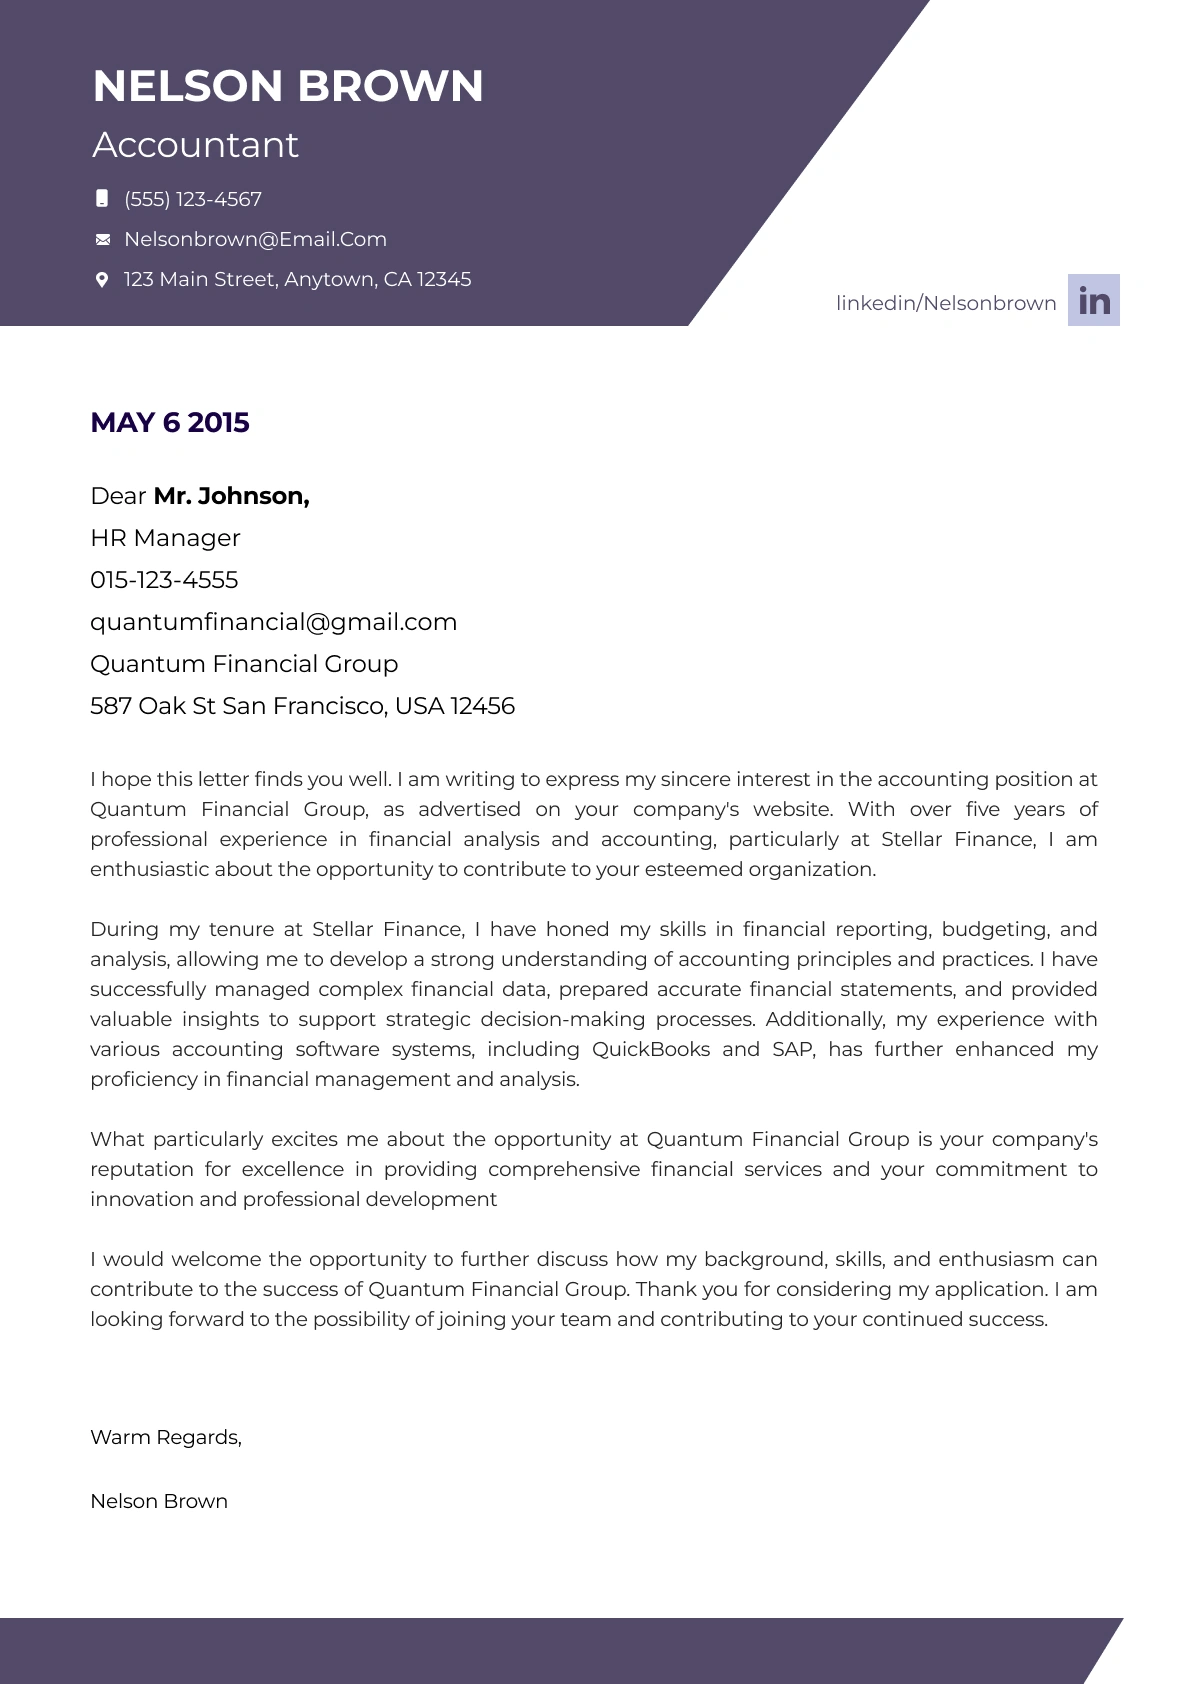 NELSON BROWN
Accountant
(555) 123-4567
Nelsonbrown@Email.Com
123 Main Street, Anytown, CA 12345
linkedin/Nelsonbrown
in
MAY 6 2015
Dear Mr. Johnson,
HR Manager
015-123-4555
quantumfinancial@gmail.com
Quantum Financial Group
587 Oak St San Francisco, USA 12456
I hope this letter finds you well. I am writing to express my sincere interest in the accounting position at
Quantum Financial Group, as advertised on your company's website. With over five years of
professional experience in financial analysis and accounting, particularly at Stellar Finance, I am
enthusiastic about the opportunity to contribute to your esteemed organization.
During my tenure at Stellar Finance, I have honed my skills in financial reporting, budgeting, and
analysis, allowing me to develop a strong understanding of accounting principles and practices. I have
successfully managed complex financial data, prepared accurate financial statements, and provided
valuable insights to support strategic decision-making processes. Additionally, my experience with
various accounting software systems, including QuickBooks and SAP, has further enhanced my
proficiency in financial management and analysis.
What particularly excites me about the opportunity at Quantum Financial Group is your company's
reputation for excellence in providing comprehensive financial services and your commitment to
innovation and professional development
I would welcome the opportunity to further discuss how my background, skills, and enthusiasm can
contribute to the success of Quantum Financial Group. Thank you for considering my application. I am
looking forward to the possibility of joining your team and contributing to your continued success.
Warm Regards,
Nelson Brown